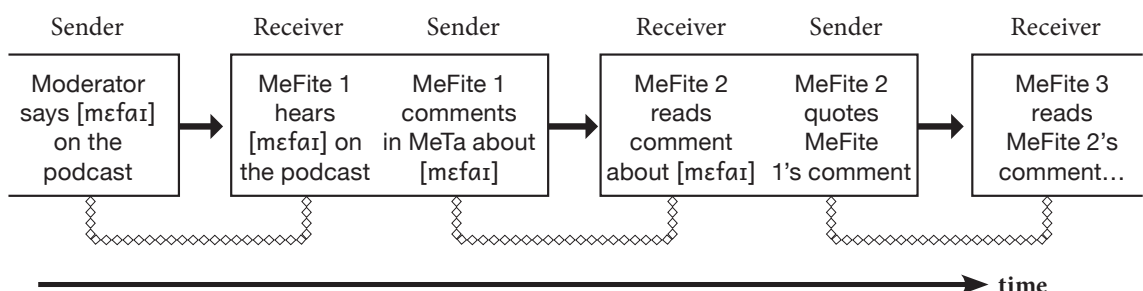 Sender
Receiver
Sender
Receiver
Sender
Receiver
Moderator
says [mɛfaɪ]
on the
podcast
MeFite 1
hears
[mɛfaɪ] on
the podcast
MeFite 1
comments
in MeTa about
[mɛfaɪ]
MeFite 2
reads
comment
about [mɛfaɪ]
MeFite 2
quotes
MeFite
1's comment
MeFite 3
reads
MeFite 2's
comment…
time